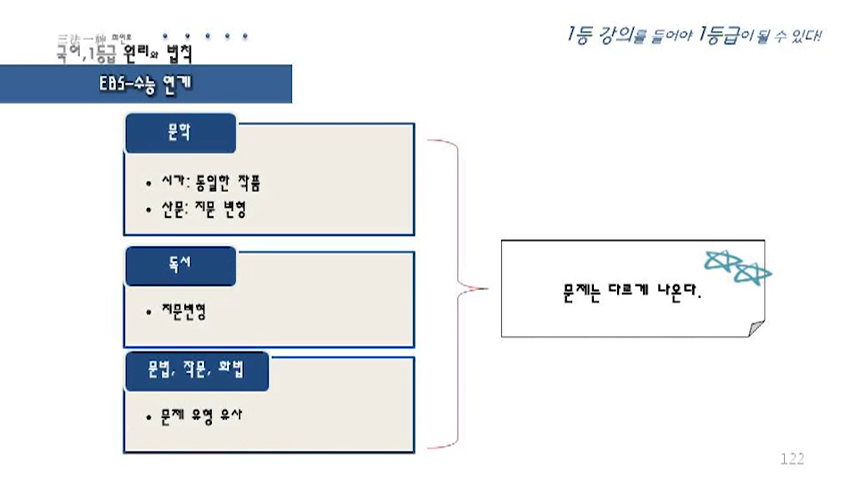 국어, 1등급 원리와 법칙
1등 강의를 들어야 1등급이 될 수 있다!
EBS-수능 연계
문학
• 시가: 동일한 작품
• 산문: 지문 변형
독서
• 지문변형
문법, 작문, 화법
• 문제 유형 유사
문제는 다르게 나온다.
122